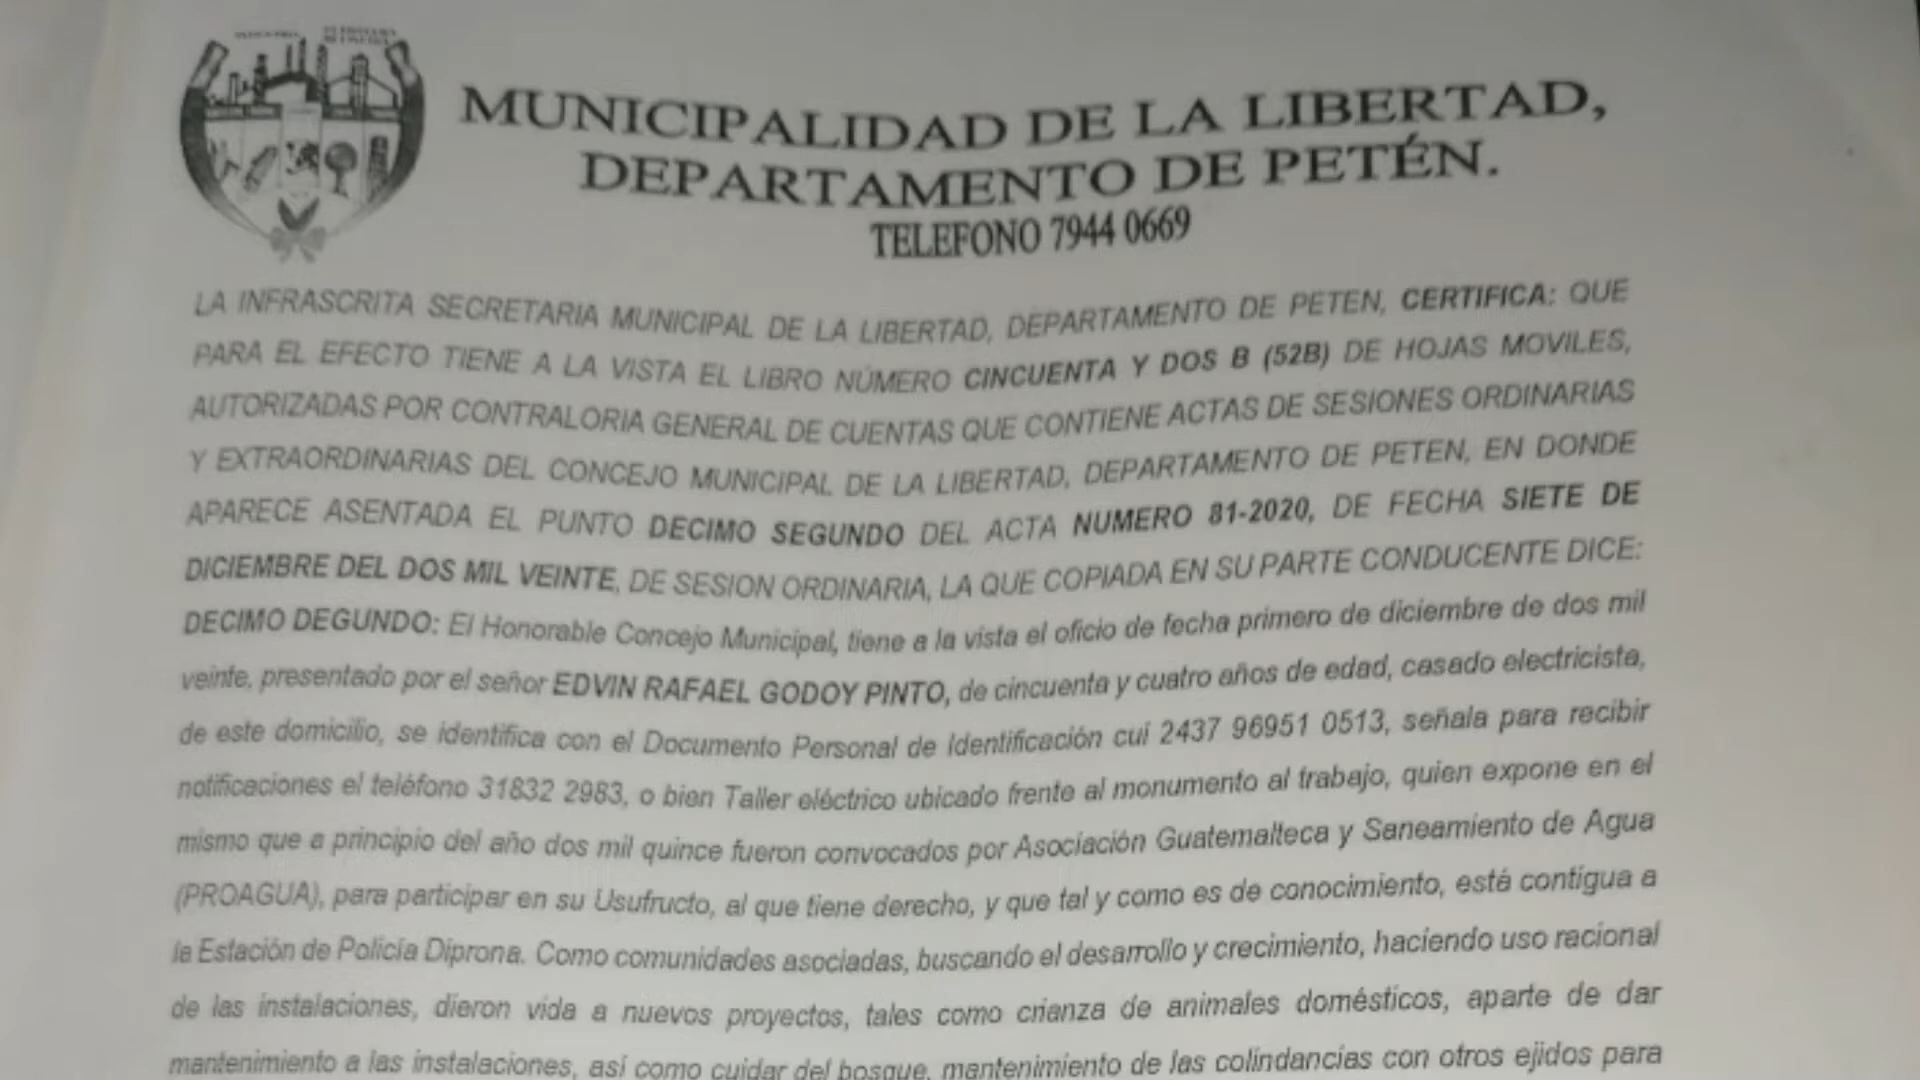 MUNICIPALIDAD DE LA LIBERTAD,
DEPARTAMENTO DE PETÉN.
TELEFONO 7944 0669
LA INFRASCRITA SECRETARIA MUNICIPAL DE LA LIBERTAD, DEPARTAMENTO DE PETEN, CERTIFICA: QUE
PARA EL EFECTO TIENE A LA VISTA EL LIBRO NÚMERO CINCUENTA Y DOS B (52B) DE HOJAS MOVILES,
AUTORIZADAS POR CONTRALORIA GENERAL DE CUENTAS QUE CONTIENE ACTAS DE SESIONES ORDINARIAS
Y EXTRAORDINARIAS DEL CONCEJO MUNICIPAL DE LA LIBERTAD, DEPARTAMENTO DE PETEN, EN DONDE
APARECE ASENTADA EL PUNTO DECIMO SEGUNDO DEL ACTA NUMERO 81-2020, DE FECHA SIETE DE
DICIEMBRE DEL DOS MIL VEINTE, DE SESION ORDINARIA, LA QUE COPIADA EN SU PARTE CONDUCENTE DICE:
DECIMO DEGUNDO: El Honorable Concejo Municipal, tiene a la vista el oficio de fecha primero de diciembre de dos mil
veinte, presentado por el señor EDVIN RAFAEL GODOY PINTO, de cincuenta y cuatro años de edad, casado electricista,
de este domicilio, se identifica con el Documento Personal de Identificación cui 2437 96951 0513, señala para recibir
notificaciones el teléfono 31832 2983, o bien Taller eléctrico ubicado frente al monumento al trabajo, quien expone en el
mismo que a principio del año dos mil quince fueron convocados por Asociación Guatemalteca y Saneamiento de Agua
(PROAGUA), para participar en su Usufructo, al que tiene derecho, y que tal y como es de conocimiento, está contigua a
la Estación de Policía Diprona. Como comunidades asociadas, buscando el desarrollo y crecimiento, haciendo uso racional
de las instalaciones, dieron vida a nuevos proyectos, tales como crianza de animales domésticos, aparte de dar
mantenimiento a las instalaciones, así como cuidar del bosque, mantenimiento de las colindancias con otros ejidos para